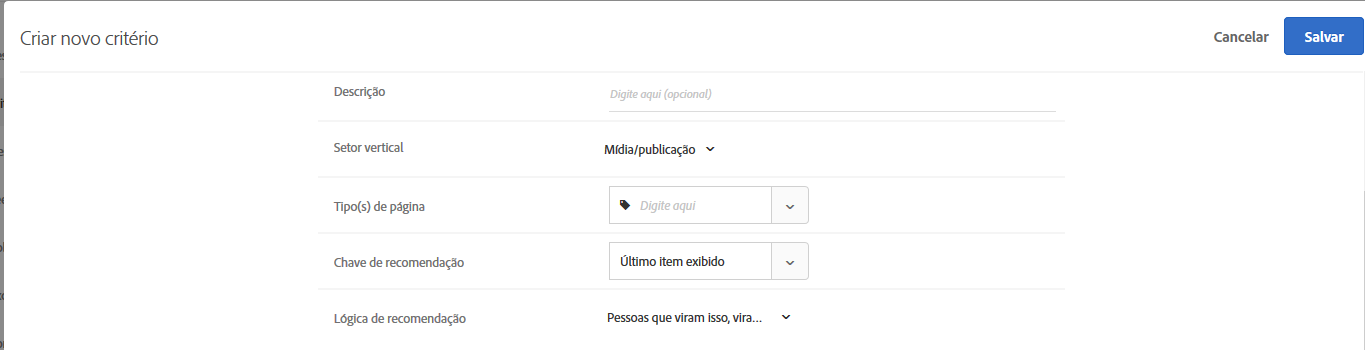 Criar novo critério
Cancelar
Salvar
Descrição
Digite aqui (opcional)
Setor vertical
Mídia/publicação
Tipo(s) de página
Digite aqui
Chave de recomendação
Último item exibido
Lógica de recomendação
Pessoas que viram isso, vira...